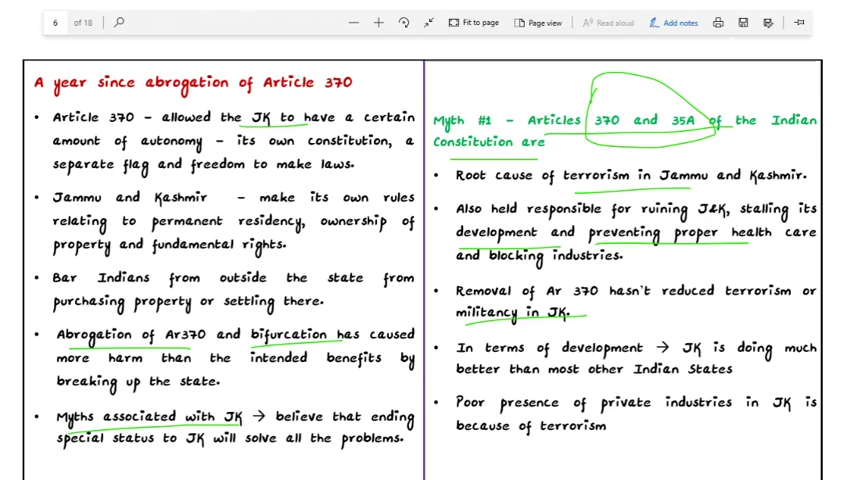 6 of 18 Fit to page Page view Read aloud Add notes
A year since abrogation of Article 370
• Article 370 – allowed the JK to have a certain
amount of autonomy – its own constitution, a
separate flag and freedom to make laws.
• Jammu and Kashmir – make its own rules
relating to permanent residency, ownership of
property and fundamental rights.
• Bar Indians from outside the state from
purchasing property or settling there.
• Abrogation of Ar370 and bifurcation has caused
more harm than the intended benefits by
breaking up the state.
• Myths associated with JK → believe that ending
special status to JK will solve all the problems.
Myth #1 – Articles 370 and 35A of the Indian
Constitution are
• Root cause of terrorism in Jammu and Kashmir.
• Also held responsible for ruining J&K, stalling its
development and preventing proper health care
and blocking industries.
• Removal of Ar 370 hasn't reduced terrorism or
militancy in JK.
• In terms of development → JK is doing much
better than most other Indian States
• Poor presence of private industries in JK is
because of terrorism